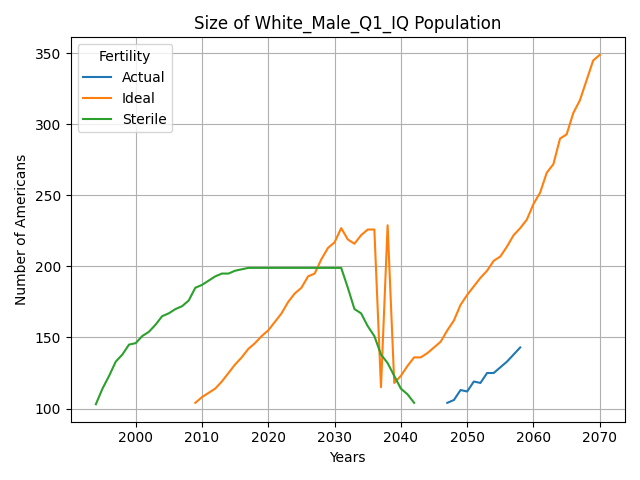 Size of White_Male_Q1_IQ Population
Fertility
Actual
Ideal
Sterile
Number of Americans
350
300
250
200
150
100
2000 2010 2020 2030 2040 2050 2060 2070
Years